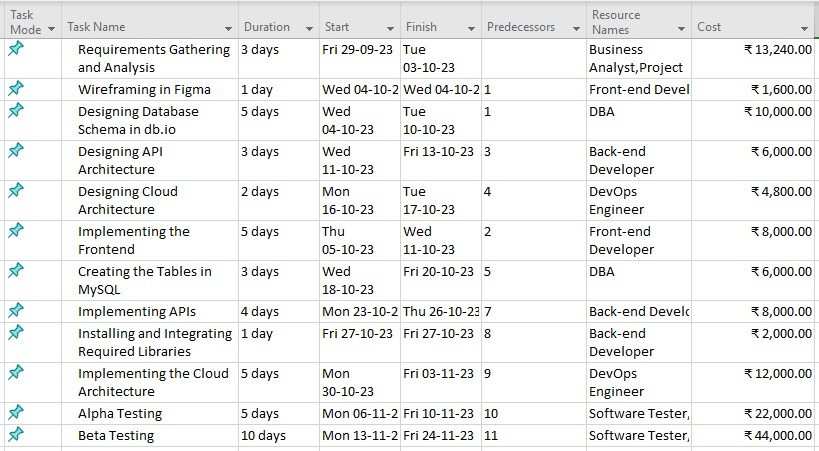 Task Mode Task Name Duration Start Finish Predecessors Resource Names Cost
Requirements Gathering and Analysis 3 days Fri 29-09-23 Tue 03-10-23 Business Analyst,Project ₹ 13,240.00
Wireframing in Figma 1 day Wed 04-10-2 Wed 04-10-2 1 Front-end Devel ₹ 1,600.00
Designing Database Schema in db.io 5 days Wed 04-10-23 Tue 10-10-23 1 DBA ₹ 10,000.00
Designing API Architecture 3 days Wed 11-10-23 Fri 13-10-23 3 Back-end Developer ₹ 6,000.00
Designing Cloud Architecture 2 days Mon 16-10-23 Tue 17-10-23 4 DevOps Engineer ₹ 4,800.00
Implementing the Frontend 5 days Thu 05-10-23 Wed 11-10-23 2 Front-end Developer ₹ 8,000.00
Creating the Tables in MySQL 3 days Wed 18-10-23 Fri 20-10-23 5 DBA ₹ 6,000.00
Implementing APIs 4 days Mon 23-10-2 Thu 26-10-23 7 Back-end Develo ₹ 8,000.00
Installing and Integrating Required Libraries 1 day Fri 27-10-23 Fri 27-10-23 8 Back-end Developer ₹ 2,000.00
Implementing the Cloud Architecture 5 days Mon 30-10-23 Fri 03-11-23 9 DevOps Engineer ₹ 12,000.00
Alpha Testing 5 days Mon 06-11-2 Fri 10-11-23 10 Software Tester, ₹ 22,000.00
Beta Testing 10 days Mon 13-11-2 Fri 24-11-23 11 Software Tester, ₹ 44,000.00